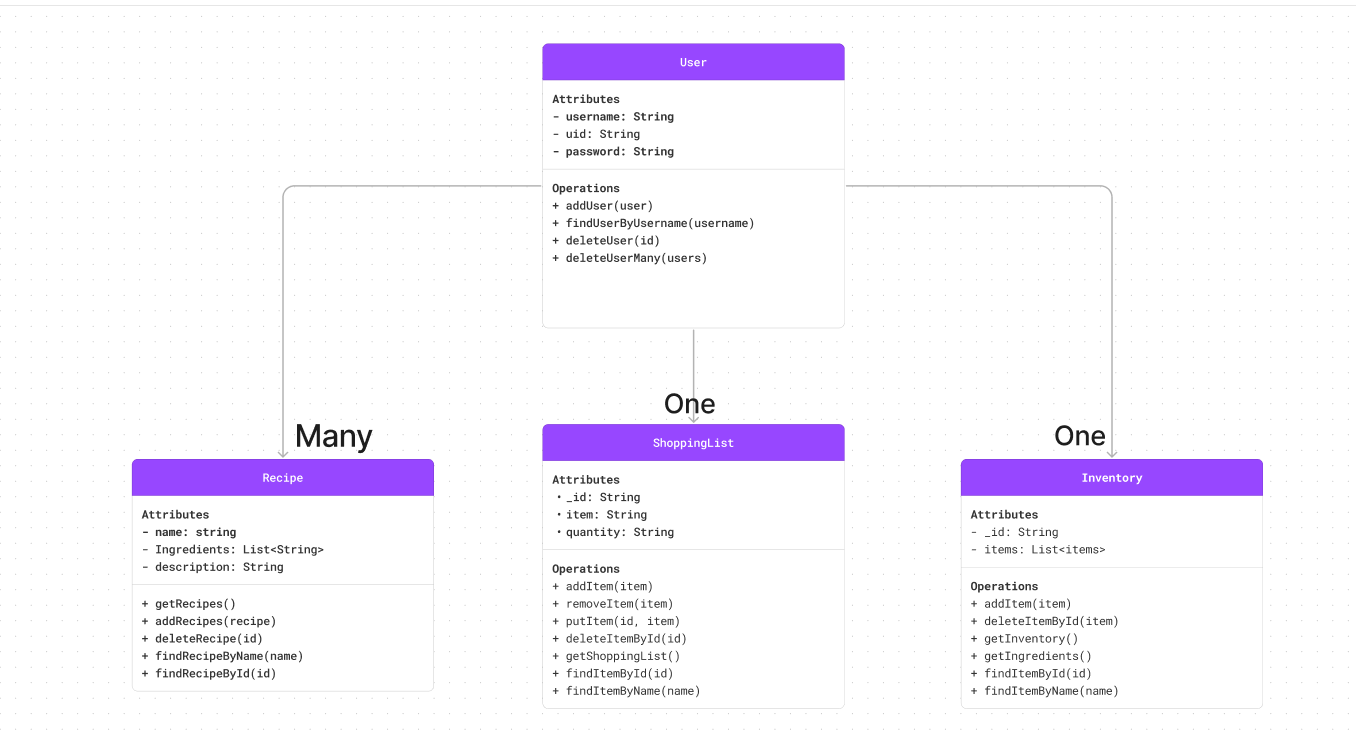 User
Attributes
- username: String
- uid: String
- password: String
Operations
+ addUser(user)
+ findUserByUsername(username)
+ deleteUser(id)
+ deleteUserMany(users)
Many
One
One
Recipe
Attributes
- name: string
- Ingredients: List<String>
- description: String
+ getRecipes()
+ addRecipes(recipe)
+ deleteRecipe(id)
+ findRecipeByName(name)
+ findRecipeById(id)
ShoppingList
Attributes
• _id: String
• item: String
• quantity: String
Operations
+ addItem(item)
+ removeItem(item)
+ putItem(id, item)
+ deleteItemById(id)
+ getShoppingList()
+ findItemById(id)
+ findItemByName(name)
Inventory
Attributes
- _id: String
- items: List<items>
Operations
+ addItem(item)
+ deleteItemById(item)
+ getInventory()
+ getIngredients()
+ findItemById(id)
+ findItemByName(name)